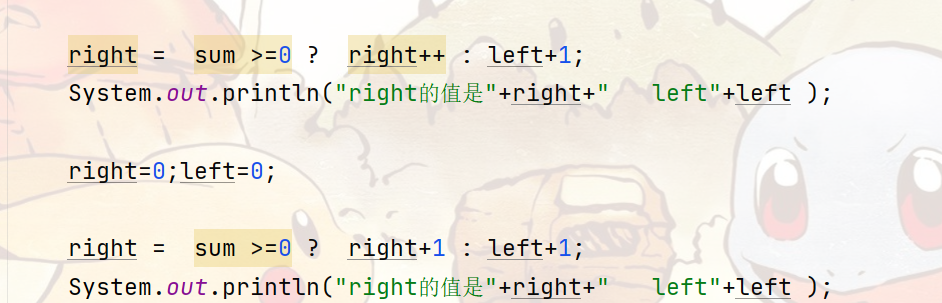 right =  sum >=0 ?  right++ : left+1;
System.out.println("right的值是"+right+"   left"+left );
right=0;left=0;
right =  sum >=0 ?  right+1 : left+1;
System.out.println("right的值是"+right+"   left"+left );